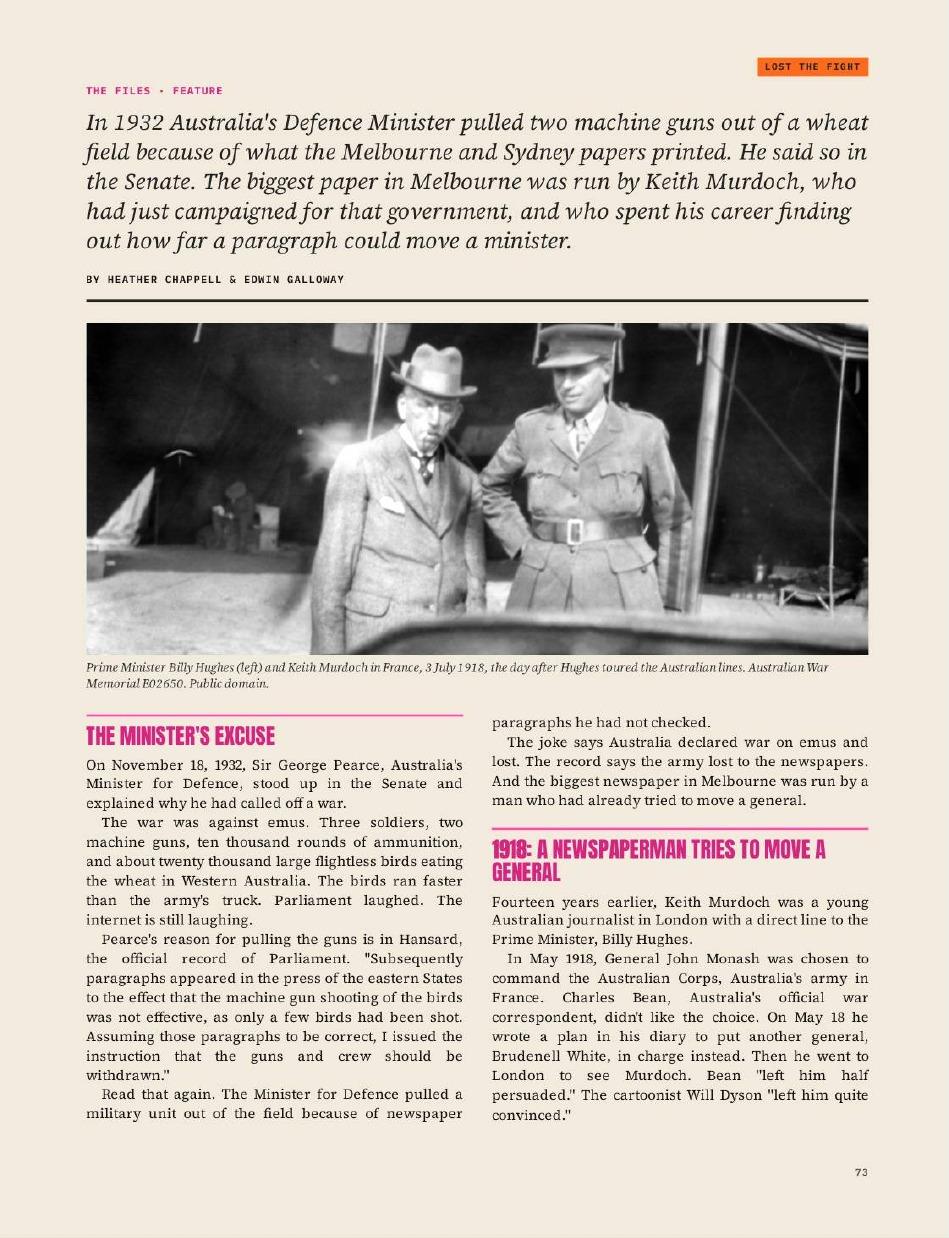 LOST THE FIGHT
THE FILES · FEATURE
In 1932 Australia's Defence Minister pulled two machine guns out of a wheat
field because of what the Melbourne and Sydney papers printed. He said so in
the Senate. The biggest paper in Melbourne was run by Keith Murdoch, who
had just campaigned for that government, and who spent his career finding
out how far a paragraph could move a minister.
BY HEATHER CHAPPELL & EDWIN GALLOWAY
Prime Minister Billy Hughes (left) and Keith Murdoch in France, 3 July 1918, the day after Hughes toured the Australian lines. Australian War
Memorial E02650. Public domain.
THE MINISTER'S EXCUSE
On November 18, 1932, Sir George Pearce, Australia's
Minister for Defence, stood up in the Senate and
explained why he had called off a war.
The war was against emus. Three soldiers, two
machine guns, ten thousand rounds of ammunition,
and about twenty thousand large flightless birds eating
the wheat in Western Australia. The birds ran faster
than the army's truck. Parliament laughed. The
internet is still laughing.
Pearce's reason for pulling the guns is in Hansard,
the official record of Parliament. "Subsequently
paragraphs appeared in the press of the eastern States
to the effect that the machine gun shooting of the birds
was not effective, as only a few birds had been shot.
Assuming those paragraphs to be correct, I issued the
instruction that the guns and crew should be
withdrawn."
Read that again. The Minister for Defence pulled a
military unit out of the field because of newspaper
paragraphs he had not checked.
The joke says Australia declared war on emus and
lost. The record says the army lost to the newspapers.
And the biggest newspaper in Melbourne was run by a
man who had already tried to move a general.
1918: A NEWSPAPERMAN TRIES TO MOVE A
GENERAL
Fourteen years earlier, Keith Murdoch was a young
Australian journalist in London with a direct line to the
Prime Minister, Billy Hughes.
In May 1918, General John Monash was chosen to
command the Australian Corps, Australia's army in
France. Charles Bean, Australia's official war
correspondent, didn't like the choice. On May 18 he
wrote a plan in his diary to put another general,
Brudenell White, in charge instead. Then he went to
London to see Murdoch. Bean "left him half
persuaded." The cartoonist Will Dyson "left him quite
convinced."
73